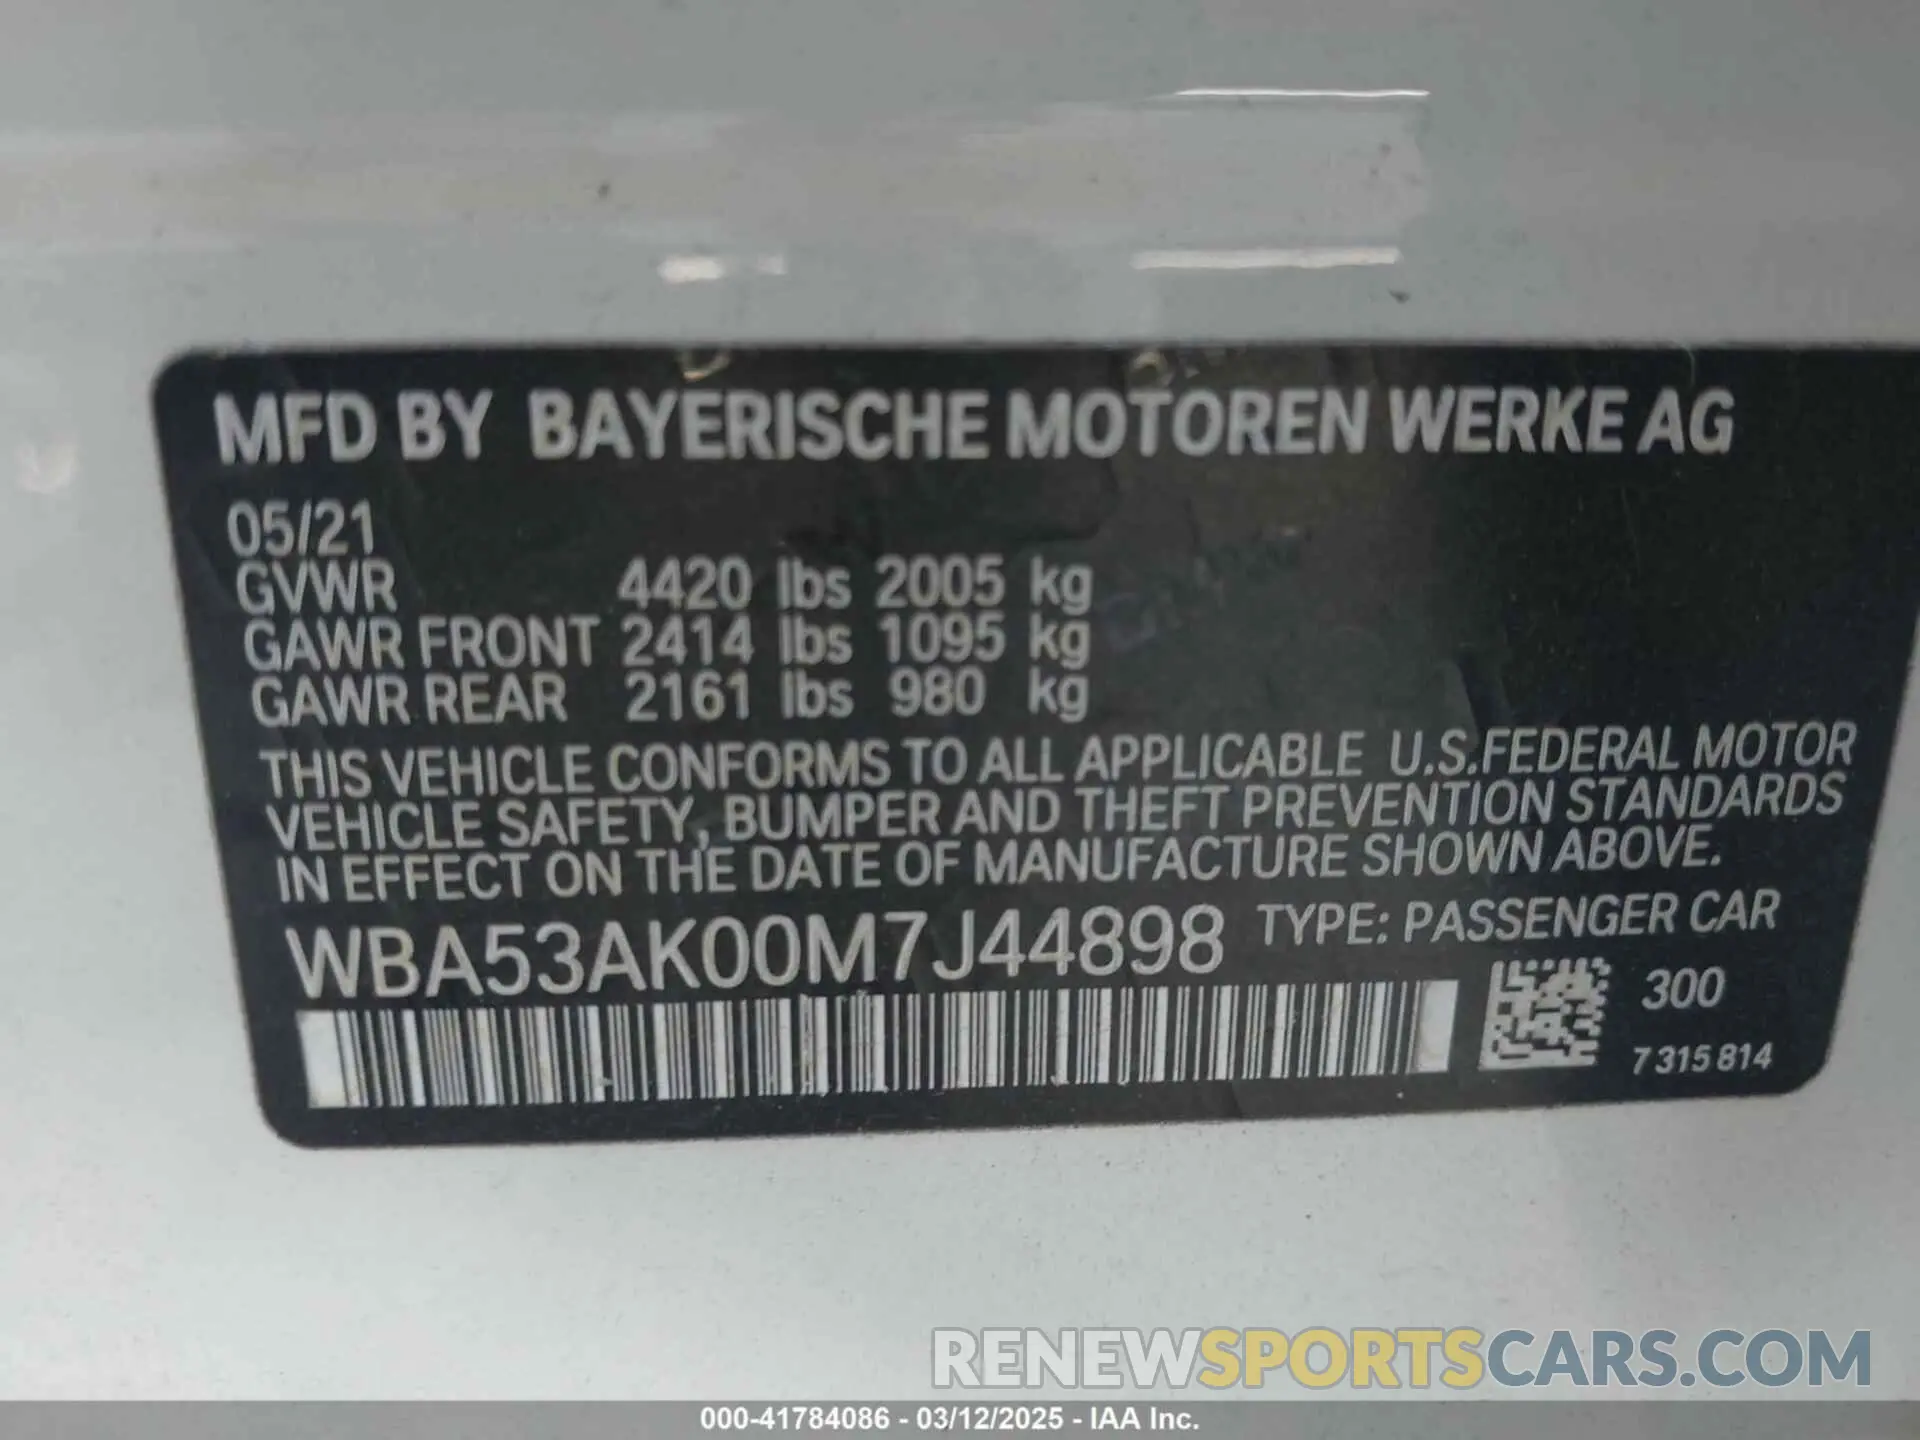 MFD BY BAYERISCHE MOTOREN WERKE AG
05/21
GVWR 4420 lbs 2005 kg
GAWR FRONT 2414 lbs 1095 kg
GAWR REAR 2161 lbs 980 kg
THIS VEHICLE CONFORMS TO ALL APPLICABLE U.S.FEDERAL MOTOR
VEHICLE SAFETY, BUMPER AND THEFT PREVENTION STANDARDS
IN EFFECT ON THE DATE OF MANUFACTURE SHOWN ABOVE.
WBA53AK00M7J44898 TYPE: PASSENGER CAR
300
7315814
RENEWSPORTSCARS.COM
000-41784086 - 03/12/2025 - IAA Inc.